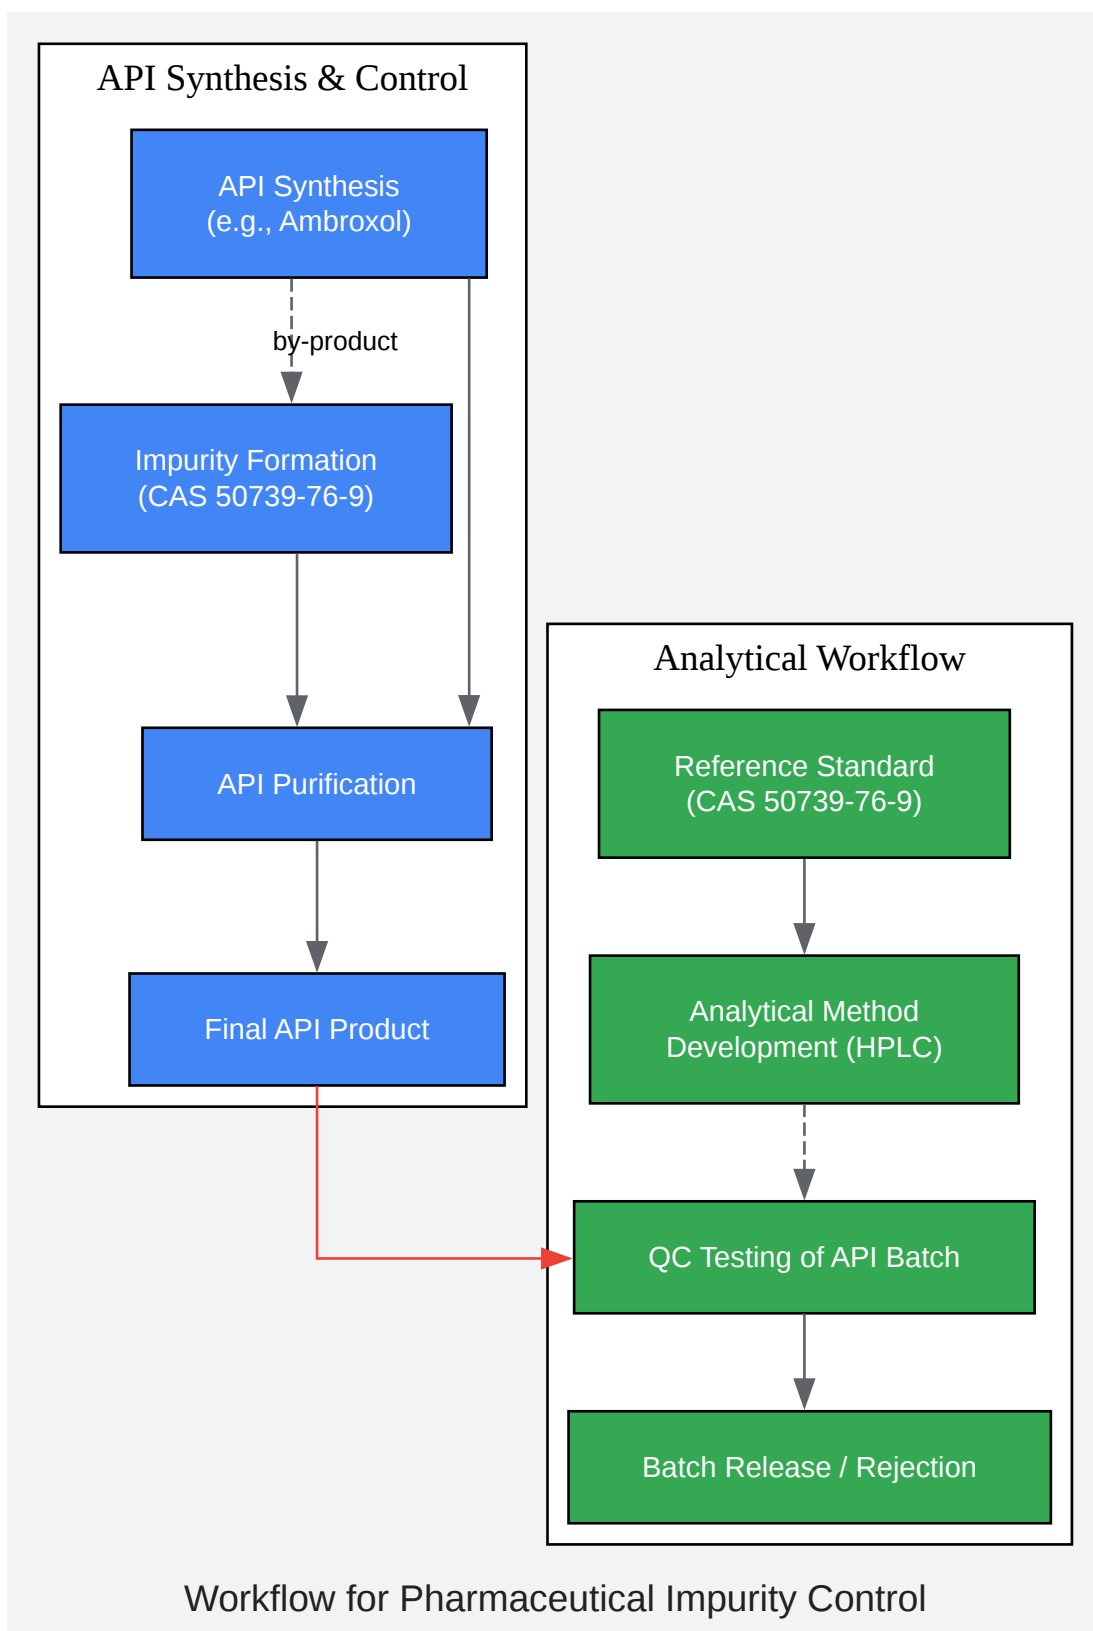 API Synthesis & Control
API Synthesis
(e.g., Ambroxol)
by-product
Impurity Formation
(CAS 50739-76-9)
API Purification
Final API Product
Analytical Workflow
Reference Standard
(CAS 50739-76-9)
Analytical Method
Development (HPLC)
QC Testing of API Batch
Batch Release / Rejection
Workflow for Pharmaceutical Impurity Control